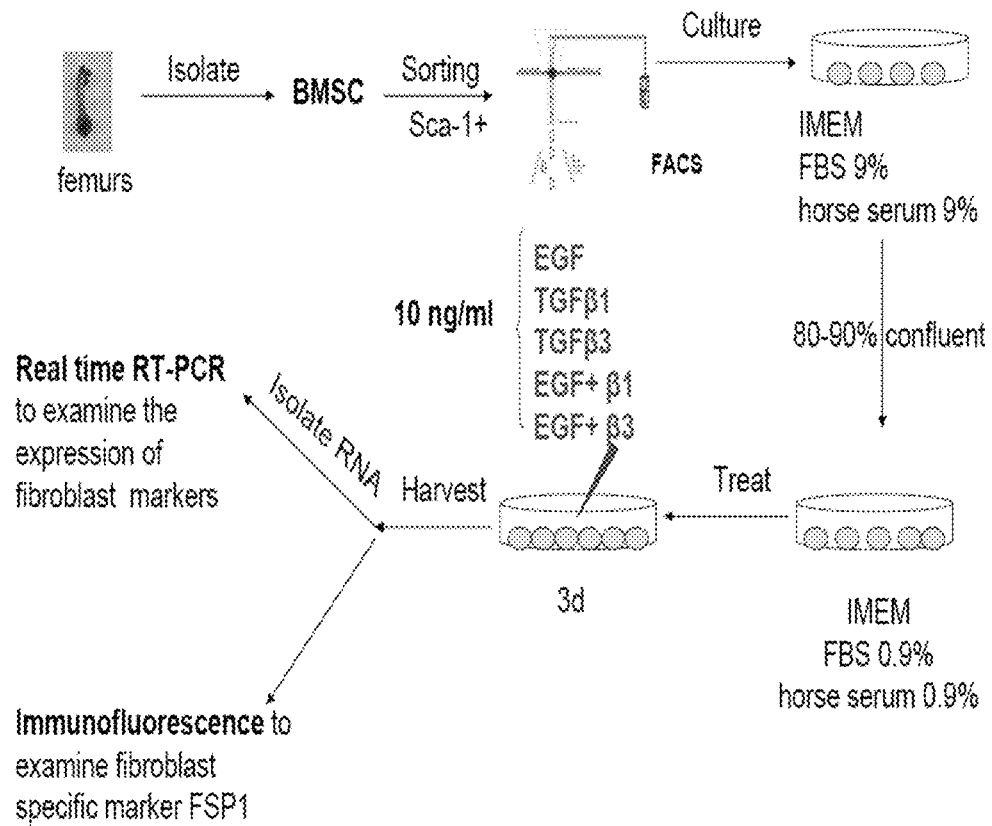 Isolate
femurs
BMSC
Sorting
Sca-1+
FACS
Culture
IMEM
FBS 9%
horse serum 9%
80-90% confluent
IMEM
FBS 0.9%
horse serum 0.9%
Treat
10 ng/ml
EGF
TGFβ1
TGFβ3
EGF+ β1
EGF+ β3
3d
Harvest
Isolate RNA
Real time RT-PCR
to examine the
expression of
fibroblast markers
Immunofluorescence to
examine fibroblast
specific marker FSP1